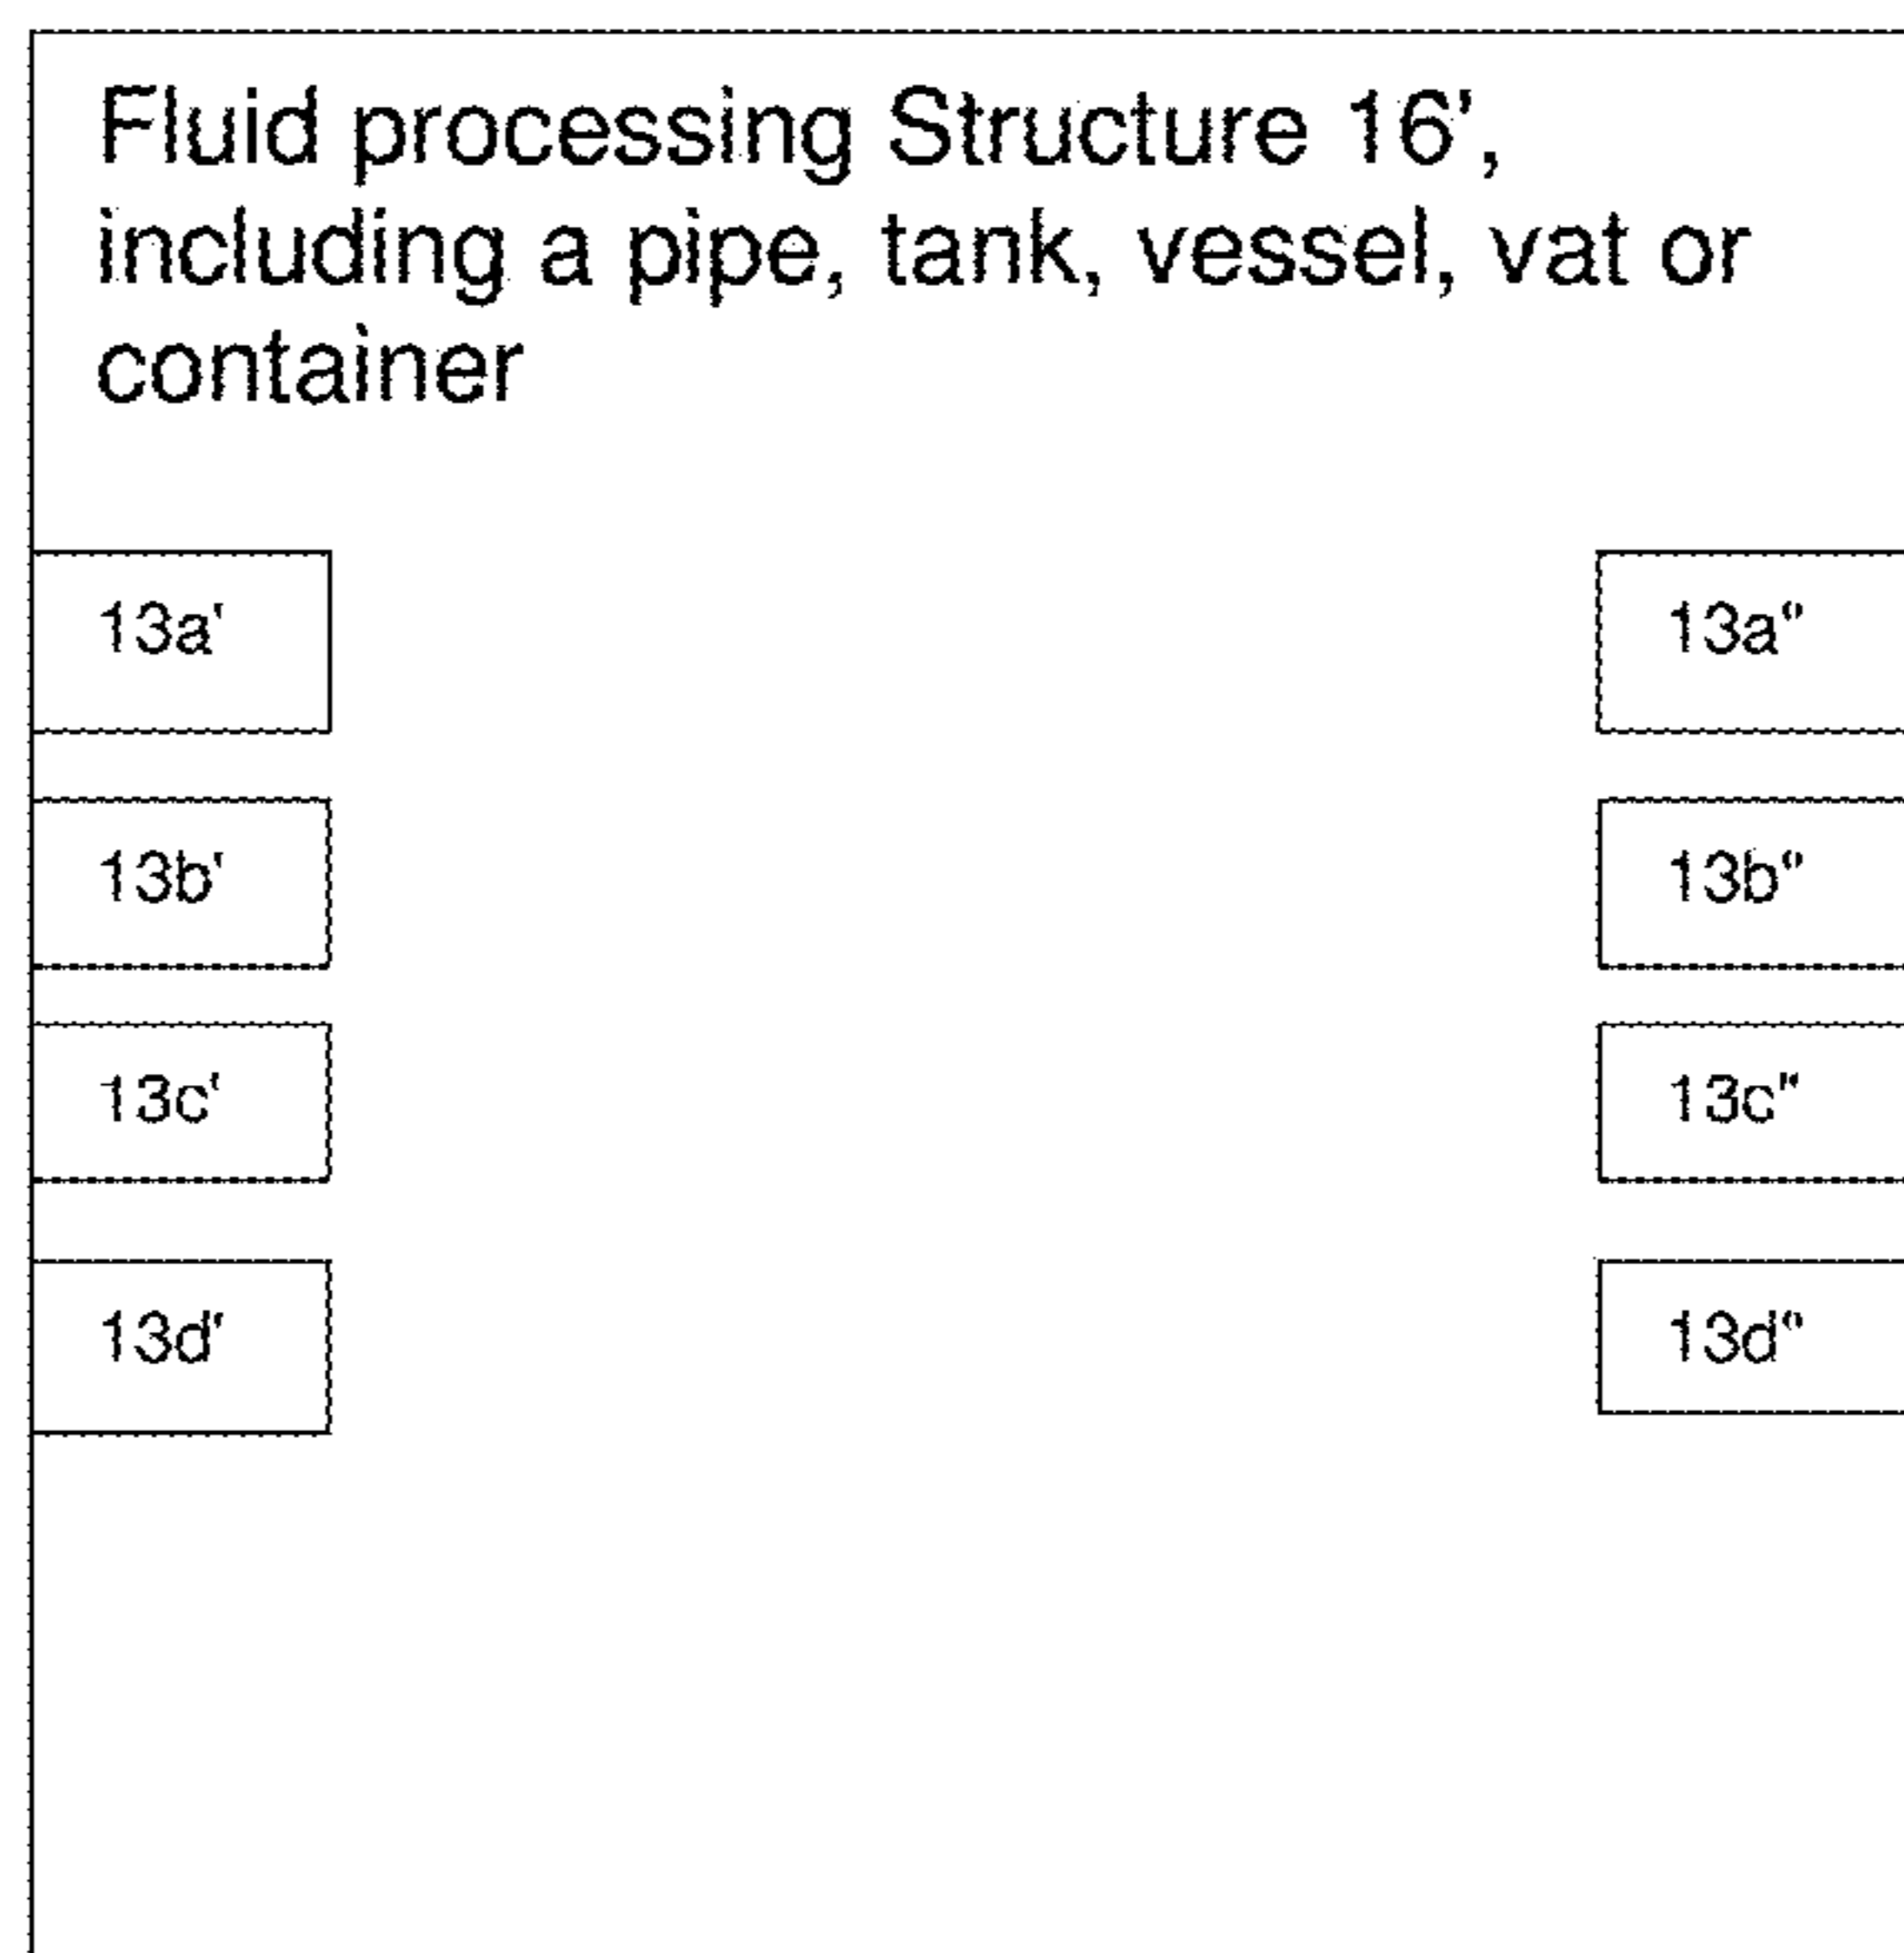 Fluid processing Structure 16',
including a pipe, tank, vessel, vat or
container
13a' 13a"
13b' 13b"
13c' 13c"
13d' 13d"